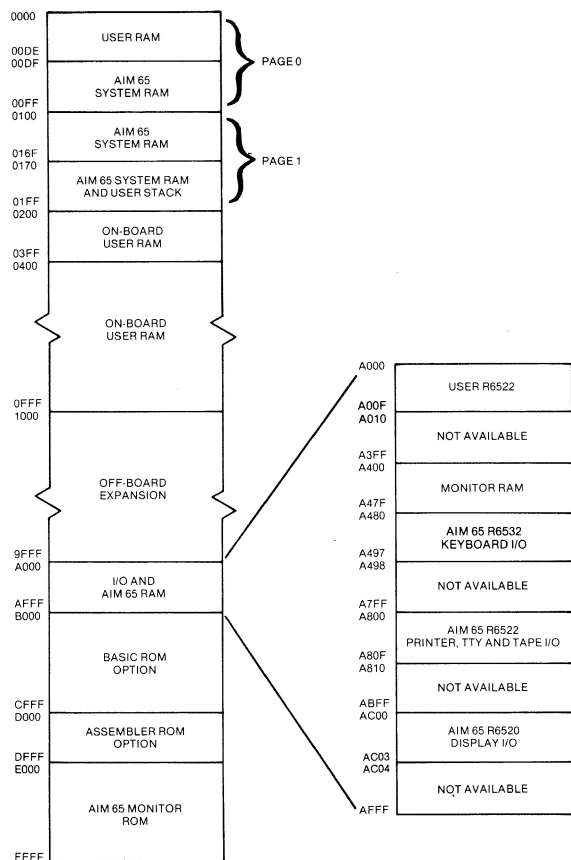 0000
USER RAM
00DE
00DF
AIM 65
SYSTEM RAM
00FF
0100
PAGE 0
AIM 65
SYSTEM RAM
016F
0170
AIM 65 SYSTEM RAM
AND USER STACK
01FF
0200
PAGE 1
ON-BOARD
USER RAM
03FF
0400
ON-BOARD
USER RAM
0FFF
1000
OFF-BOARD
EXPANSION
9FFF
A000
I/O AND
AIM 65 RAM
AFFF
B000
BASIC ROM
OPTION
CFFF
D000
ASSEMBLER ROM
OPTION
DFFF
E000
AIM 65 MONITOR
ROM
FFFF
A000
USER R6522
A00F
A010
NOT AVAILABLE
A3FF
A400
MONITOR RAM
A47F
A480
AIM 65 R6532
KEYBOARD I/O
A497
A498
NOT AVAILABLE
A7FF
A800
AIM 65 R6522
PRINTER, TTY AND TAPE I/O
A80F
A810
NOT AVAILABLE
ABFF
AC00
AIM 65 R6520
DISPLAY I/O
AC03
AC04
NOT AVAILABLE
AFFF